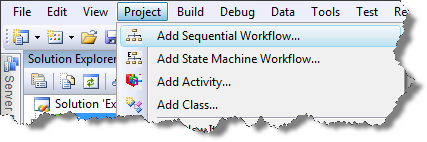 File Edit View Project Build Debug Data Tools Test
Add Sequential Workflow...
Solution Explorer
Add State Machine Workflow...
Add Activity...
Solution 'Ex
Add Class...
Server